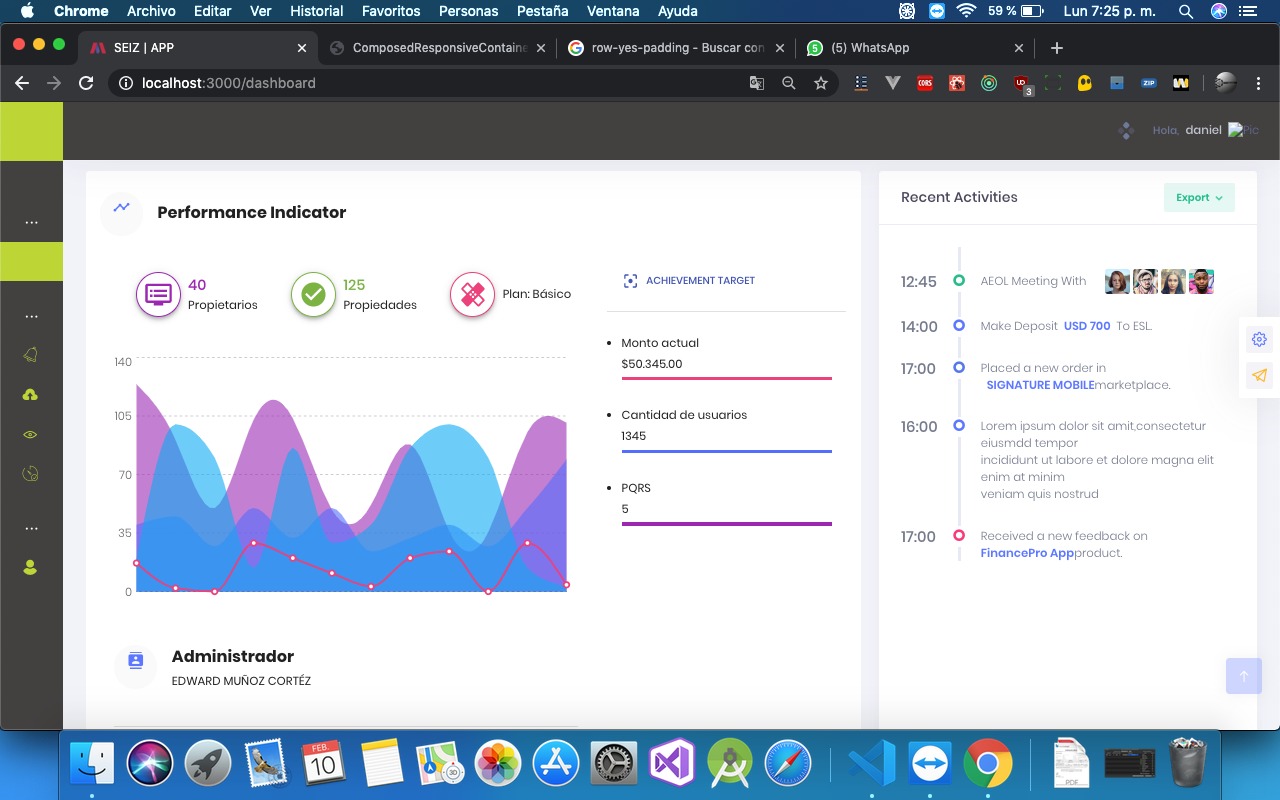 Chrome Archivo Editar Ver Historial Favoritos Personas Pestaña Ventana Ayuda 59 % Lun 7:25 p. m.
SEIZ | APP ComposedResponsiveContaine row-yes-padding - Buscar con (5) WhatsApp
localhost:3000/dashboard
CORS UD 3 ZIP
Hola, daniel Pic
Performance Indicator
40
Propietarios
125
Propiedades
Plan: Básico
140
105
70
35
0
ACHIEVEMENT TARGET
Monto actual
$50.345.00
Cantidad de usuarios
1345
PQRS
5
Administrador
EDWARD MUÑOZ CORTÉZ
Recent Activities
Export
12:45 AEOL Meeting With
14:00 Make Deposit USD 700 To ESL.
17:00 Placed a new order in
SIGNATURE MOBILEmarketplace.
16:00 Lorem ipsum dolor sit amit,consectetur
eiusmdd tempor
incididunt ut labore et dolore magna elit
enim at minim
veniam quis nostrud
17:00 Received a new feedback on
FinancePro Appproduct.
FEB.
10
3D
PDF